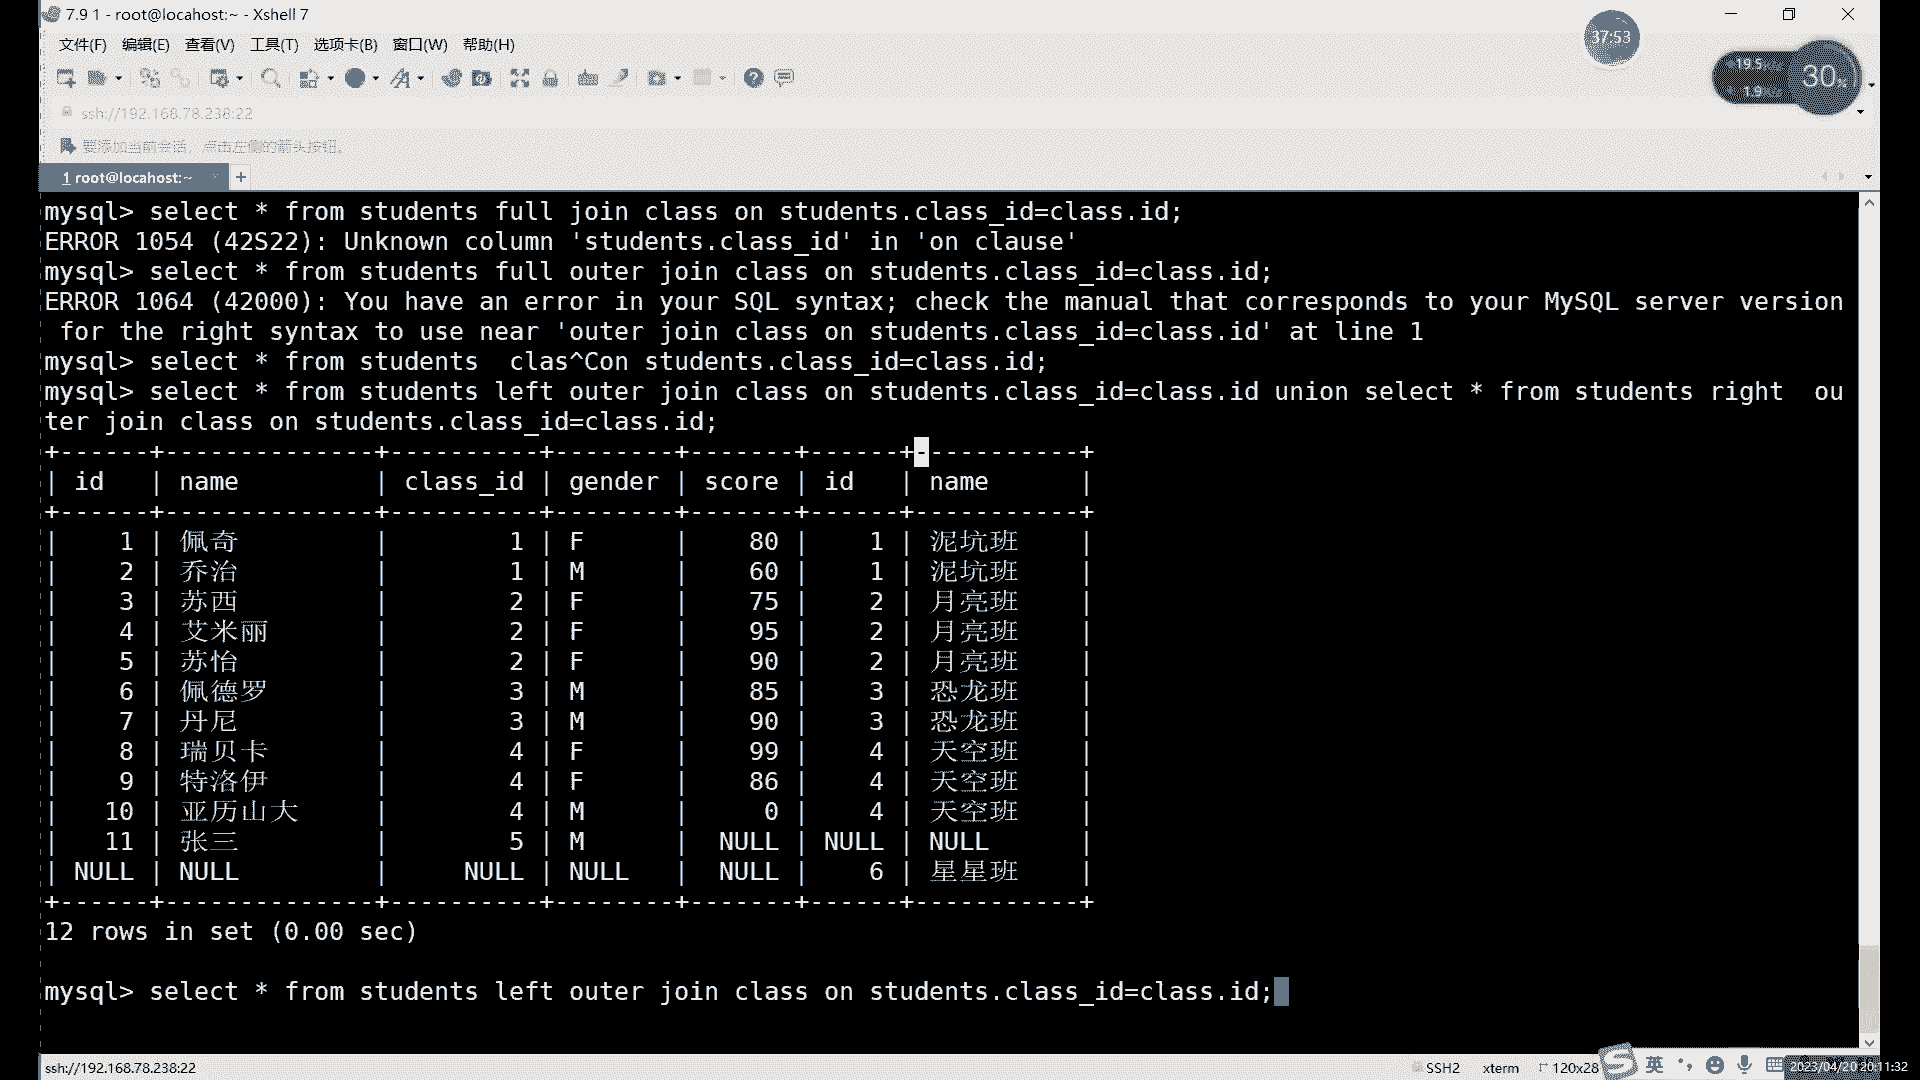 7.9 1 - root@locahost:~ - Xshell 7
37:53
文件(F) 编辑(E) 查看(V) 工具(T) 选项卡(B) 窗口(W) 帮助(H)
19.5
30%
1.9
ssh://192.168.78.238:22
要添加当前会话，点击左侧的箭头按钮。
1 root@locahost:~
mysql> select * from students full join class on students.class_id=class.id;
ERROR 1054 (42S22): Unknown column 'students.class_id' in 'on clause'
mysql> select * from students full outer join class on students.class_id=class.id;
ERROR 1064 (42000): You have an error in your SQL syntax; check the manual that corresponds to your MySQL server version
 for the right syntax to use near 'outer join class on students.class_id=class.id' at line 1
mysql> select * from students  clas^Con students.class_id=class.id;
mysql> select * from students left outer join class on students.class_id=class.id union select * from students right  ou
ter join class on students.class_id=class.id;
+------+--------------+----------+--------+-------+------+-----------+
| id   | name         | class_id | gender | score | id   | name      |
+------+--------------+----------+--------+-------+------+-----------+
|    1 | 佩奇         |        1 | F      |    80 |    1 | 泥坑班    |
|    2 | 乔治         |        1 | M      |    60 |    1 | 泥坑班    |
|    3 | 苏西         |        2 | F      |    75 |    2 | 月亮班    |
|    4 | 艾米丽       |        2 | F      |    95 |    2 | 月亮班    |
|    5 | 苏怡         |        2 | F      |    90 |    2 | 月亮班    |
|    6 | 佩德罗       |        3 | M      |    85 |    3 | 恐龙班    |
|    7 | 丹尼         |        3 | M      |    90 |    3 | 恐龙班    |
|    8 | 瑞贝卡       |        4 | F      |    99 |    4 | 天空班    |
|    9 | 特洛伊       |        4 | F      |    86 |    4 | 天空班    |
|   10 | 亚历山大     |        4 | M      |     0 |    4 | 天空班    |
|   11 | 张三         |        5 | M      |  NULL | NULL | NULL      |
| NULL | NULL         |     NULL | NULL   |  NULL |    6 | 星星班    |
+------+--------------+----------+--------+-------+------+-----------+
12 rows in set (0.00 sec)
mysql> select * from students left outer join class on students.class_id=class.id;
ssh://192.168.78.238:22 SSH2 xterm 120x28 英 2023/04/20 20:11:32